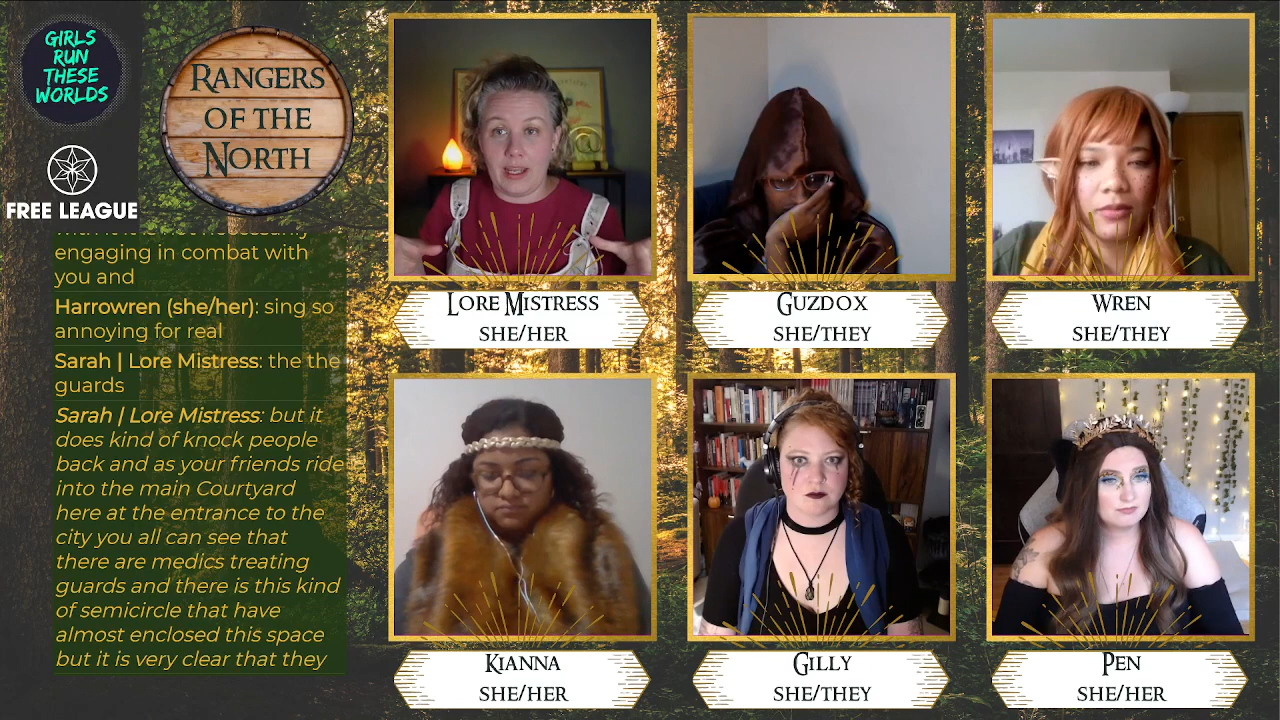 GIRLS
RUN
THESE
WORLDS
FREE LEAGUE
RANGERS
OF THE
NORTH
engaging in combat with
you and
Harrowren (she/her): sing so
annoying for real
Sarah | Lore Mistress: the the
guards
Sarah | Lore Mistress: but it
does kind of knock people
back and as your friends ride
into the main Courtyard
here at the entrance to the
city you all can see that
there are medics treating
guards and there is this kind
of semicircle that have
almost enclosed this space
but it is very clear that they
LORE MISTRESS
SHE/HER
GUZDOX
SHE/THEY
WREN
SHE/THEY
KIANNA
SHE/HER
GILLY
SHE/THEY
PEN
SHE/HER